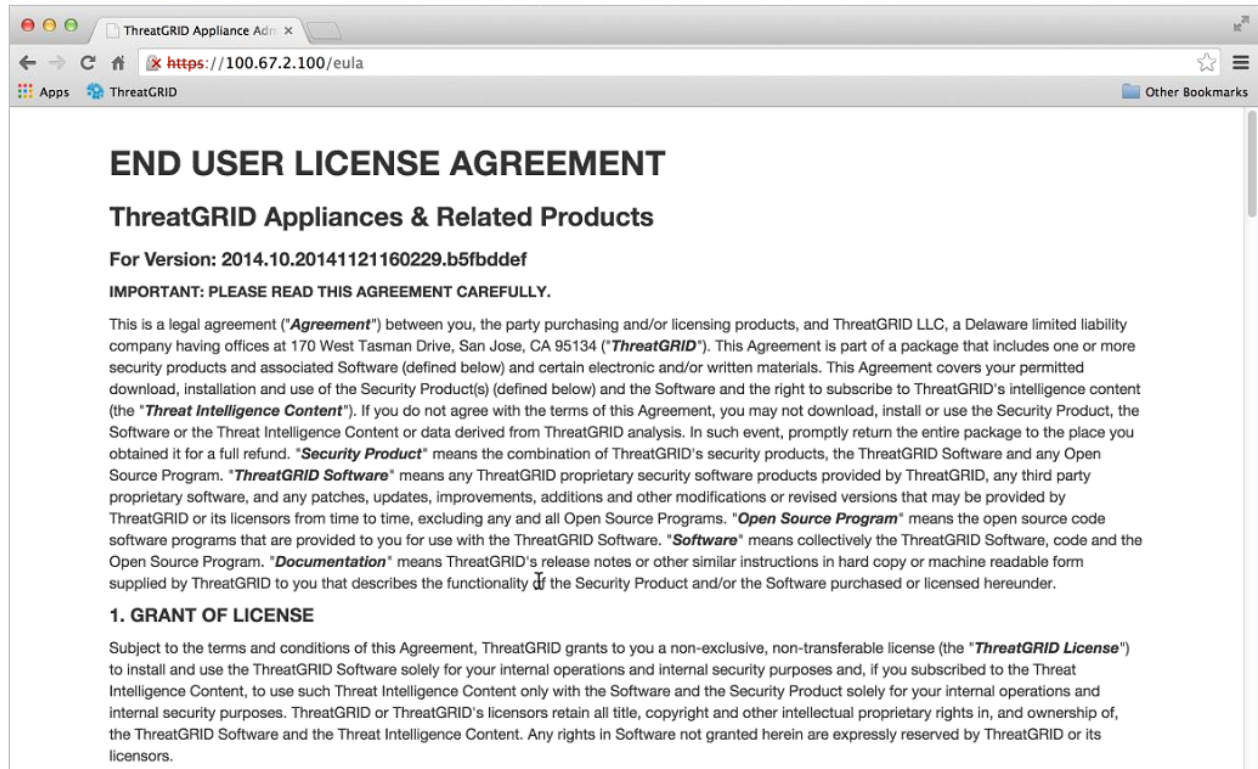 ThreatGRID Appliance Adm
https://100.67.2.100/eula
Apps ThreatGRID Other Bookmarks
END USER LICENSE AGREEMENT
ThreatGRID Appliances & Related Products
For Version: 2014.10.20141121160229.b5fbddef
IMPORTANT: PLEASE READ THIS AGREEMENT CAREFULLY.
This is a legal agreement ("Agreement") between you, the party purchasing and/or licensing products, and ThreatGRID LLC, a Delaware limited liability
company having offices at 170 West Tasman Drive, San Jose, CA 95134 ("ThreatGRID"). This Agreement is part of a package that includes one or more
security products and associated Software (defined below) and certain electronic and/or written materials. This Agreement covers your permitted
download, installation and use of the Security Product(s) (defined below) and the Software and the right to subscribe to ThreatGRID's intelligence content
(the "Threat Intelligence Content"). If you do not agree with the terms of this Agreement, you may not download, install or use the Security Product, the
Software or the Threat Intelligence Content or data derived from ThreatGRID analysis. In such event, promptly return the entire package to the place you
obtained it for a full refund. "Security Product" means the combination of ThreatGRID's security products, the ThreatGRID Software and any Open
Source Program. "ThreatGRID Software" means any ThreatGRID proprietary security software products provided by ThreatGRID, any third party
proprietary software, and any patches, updates, improvements, additions and other modifications or revised versions that may be provided by
ThreatGRID or its licensors from time to time, excluding any and all Open Source Programs. "Open Source Program" means the open source code
software programs that are provided to you for use with the ThreatGRID Software. "Software" means collectively the ThreatGRID Software, code and the
Open Source Program. "Documentation" means ThreatGRID's release notes or other similar instructions in hard copy or machine readable form
supplied by ThreatGRID to you that describes the functionality of the Security Product and/or the Software purchased or licensed hereunder.
1. GRANT OF LICENSE
Subject to the terms and conditions of this Agreement, ThreatGRID grants to you a non-exclusive, non-transferable license (the "ThreatGRID License")
to install and use the ThreatGRID Software solely for your internal operations and internal security purposes and, if you subscribed to the Threat
Intelligence Content, to use such Threat Intelligence Content only with the Software and the Security Product solely for your internal operations and
internal security purposes. ThreatGRID or ThreatGRID's licensors retain all title, copyright and other intellectual proprietary rights in, and ownership of,
the ThreatGRID Software and the Threat Intelligence Content. Any rights in Software not granted herein are expressly reserved by ThreatGRID or its
licensors.